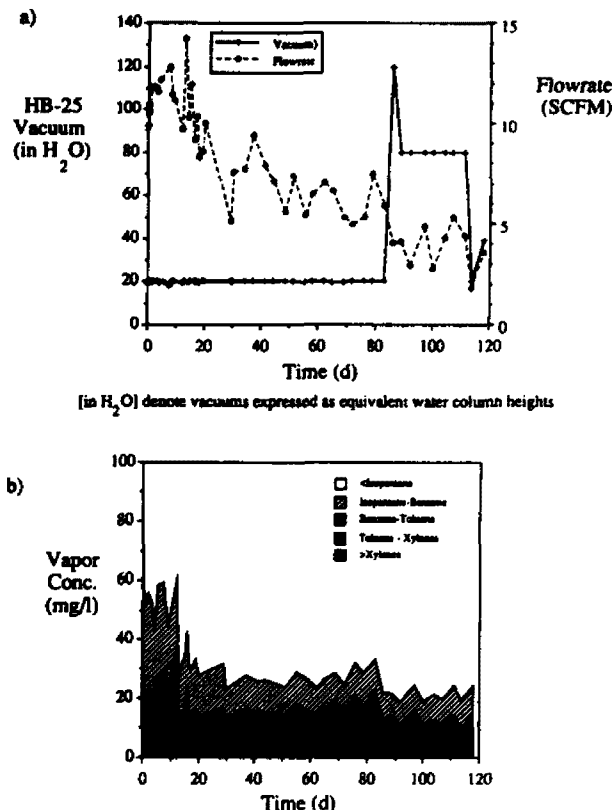 a)
140
120
100
80
60
40
20
0
HB-25
Vacuum
(in H2O)
Vacuum)
Flowrate
15
10
5
0
Flowrate
(SCFM)
0 20 40 60 80 100 120
Time (d)
[in H2O] denote vacuums expressed as equivalent water column heights
b)
100
80
60
40
20
0
Vapor
Conc.
(mg/l)
<Isopentane
Isopentane-Benzene
Benzene-Toluene
Toluene - Xylenes
>Xylenes
0 20 40 60 80 100 120
Time (d)